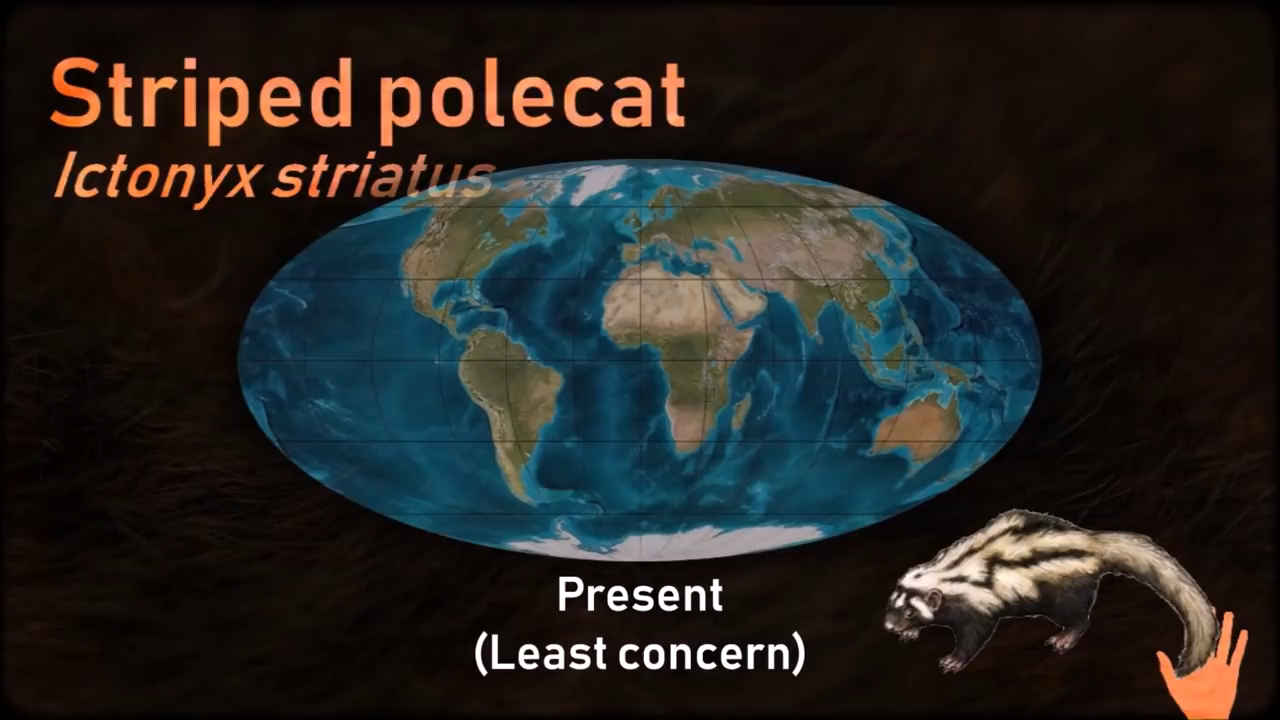 Striped polecat
Ictonyx striatus
Present
(Least concern)